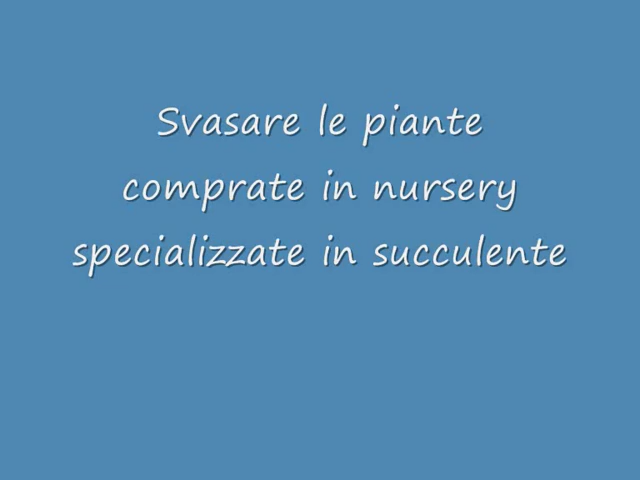 Svasare le piante
comprate in nursery
specializzate in succulente